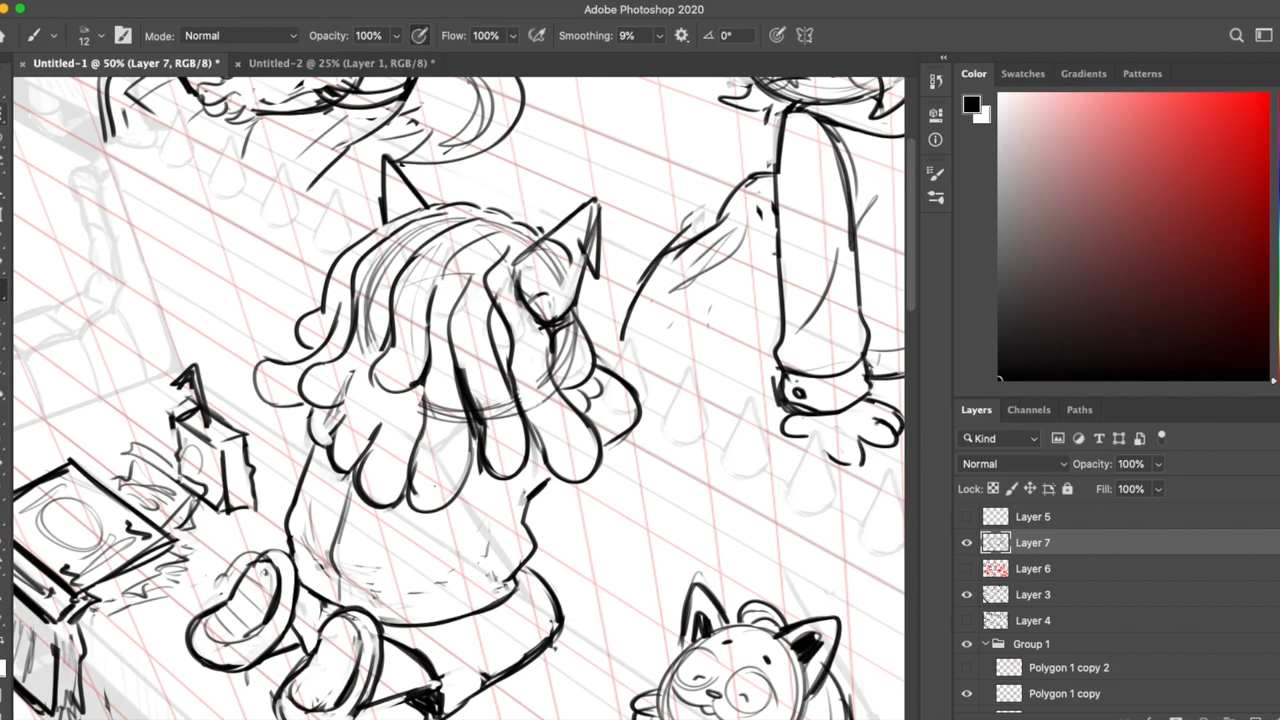 Adobe Photoshop 2020
12 Mode: Normal Opacity: 100% Flow: 100% Smoothing: 9% 0°
× Untitled-1 @ 50% (Layer 7, RGB/8) * × Untitled-2 @ 25% (Layer 1, RGB/8) *
Color Swatches Gradients Patterns
Layers Channels Paths
Kind
Normal Opacity: 100%
Lock: Fill: 100%
Layer 5
Layer 7
Layer 6
Layer 3
Layer 4
Group 1
Polygon 1 copy 2
Polygon 1 copy